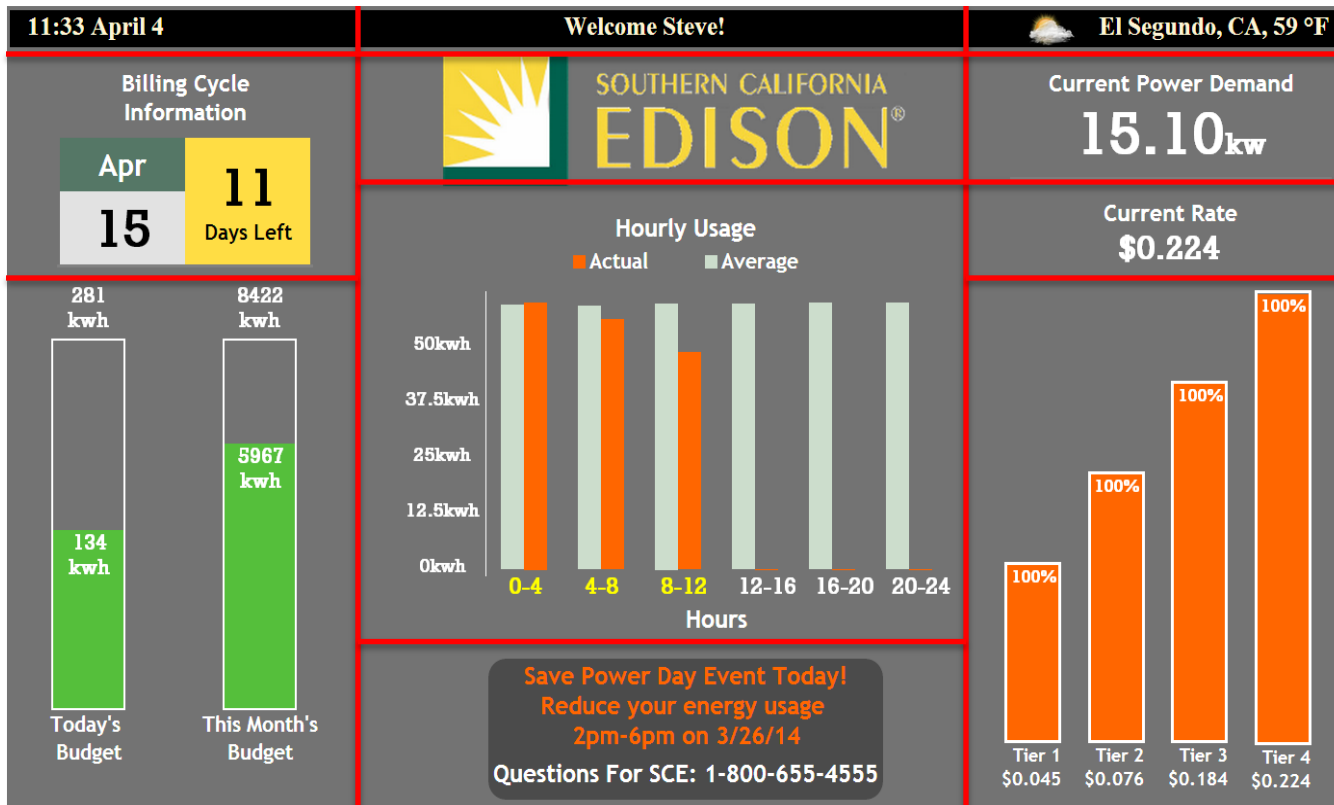 11:33 April 4
Welcome Steve!
El Segundo, CA, 59 °F
Billing Cycle
Information
Apr
15
11
Days Left
SOUTHERN CALIFORNIA
EDISON®
Current Power Demand
15.10kw
Current Rate
$0.224
281
kwh
8422
kwh
134
kwh
5967
kwh
Today's
Budget
This Month's
Budget
Hourly Usage
Actual Average
50kwh
37.5kwh
25kwh
12.5kwh
0kwh
0-4 4-8 8-12 12-16 16-20 20-24
Hours
Save Power Day Event Today!
Reduce your energy usage
2pm-6pm on 3/26/14
Questions For SCE: 1-800-655-4555
100%
100%
100%
100%
Tier 1 Tier 2 Tier 3 Tier 4
$0.045 $0.076 $0.184 $0.224